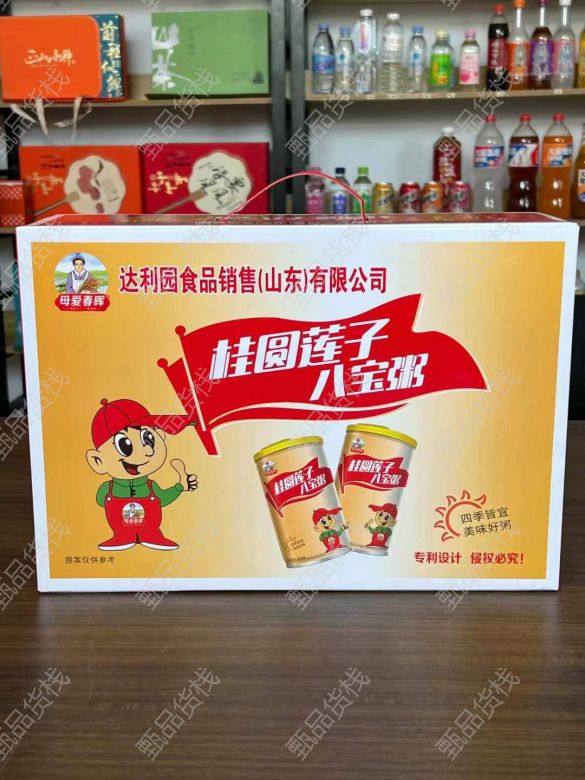 母爱春晖
达利园食品销售(山东)有限公司
桂圆莲子
八宝粥
桂圆莲子
八宝粥
桂圆莲子
八宝粥
母爱春晖
四季皆宜
美味好粥
图案仅供参考
专利设计 侵权必究!
甄品货栈